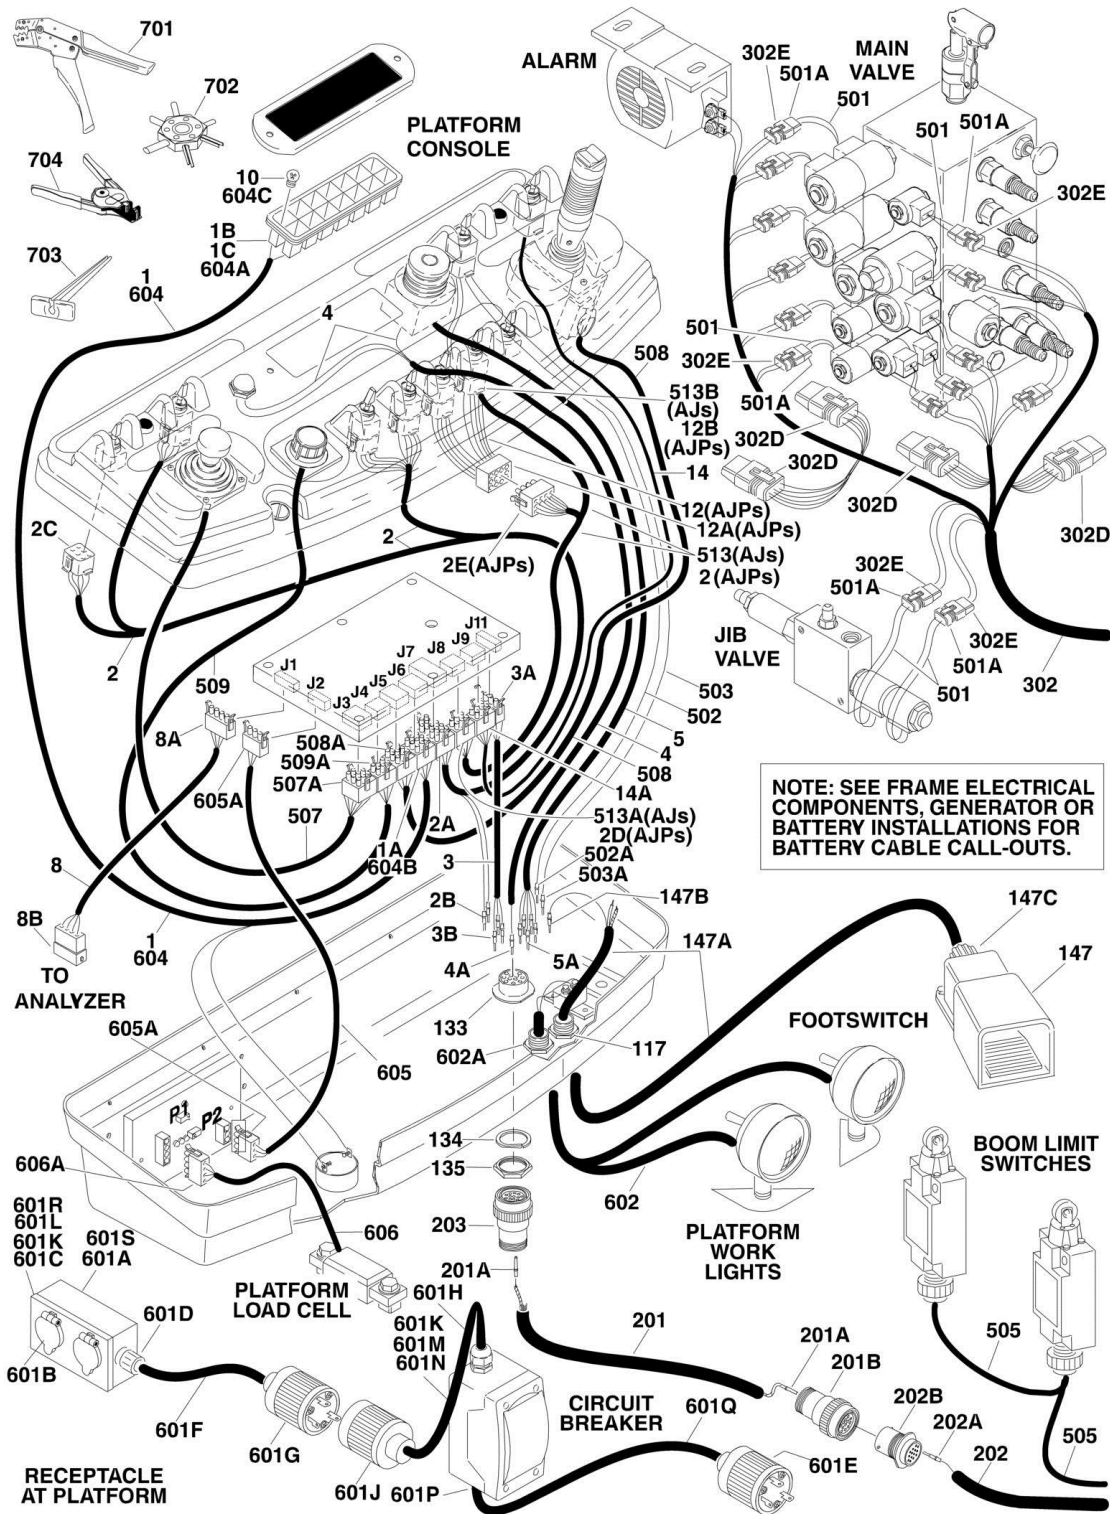 701
702
704
703
PLATFORM
CONSOLE
10
604C
1B
1C
604A
1
604
4
ALARM
302E
501A
501
MAIN
VALVE
501
501A
302E
501
302E
501A
302D
302D
302D
302D
508
513B
(AJs)
12B
(AJPs)
14
12(AJPs)
12A(AJPs)
513(AJs)
2 (AJPs)
2E(AJPs)
2C
2
2
509
J1
J2
J3
J4
J5
J6
J7
J8
J9
J11
3A
8A
605A
508A
509A
507A
507
2A
1A
604B
3
14A
513A(AJs)
2D(AJPs)
502A
503A
503
502
5
4
508
302E
501A
JIB
VALVE
302E
501A
501
302
NOTE: SEE FRAME ELECTRICAL
COMPONENTS, GENERATOR OR
BATTERY INSTALLATIONS FOR
BATTERY CABLE CALL-OUTS.
8
8B
TO
ANALYZER
1
604
2B
3B
4A
5A
147B
147A
147C
147
FOOTSWITCH
133
602A
117
605A
605
P1
P2
606A
606
PLATFORM
LOAD CELL
134
135
203
201A
602
PLATFORM
WORK
LIGHTS
BOOM LIMIT
SWITCHES
601R
601L
601K
601C
601S
601A
601D
601B
601F
601G
601H
601K
601M
601N
601J
601P
CIRCUIT
BREAKER
601Q
601E
201
201A
201B
202B
202A
202
505
505
RECEPTACLE
AT PLATFORM